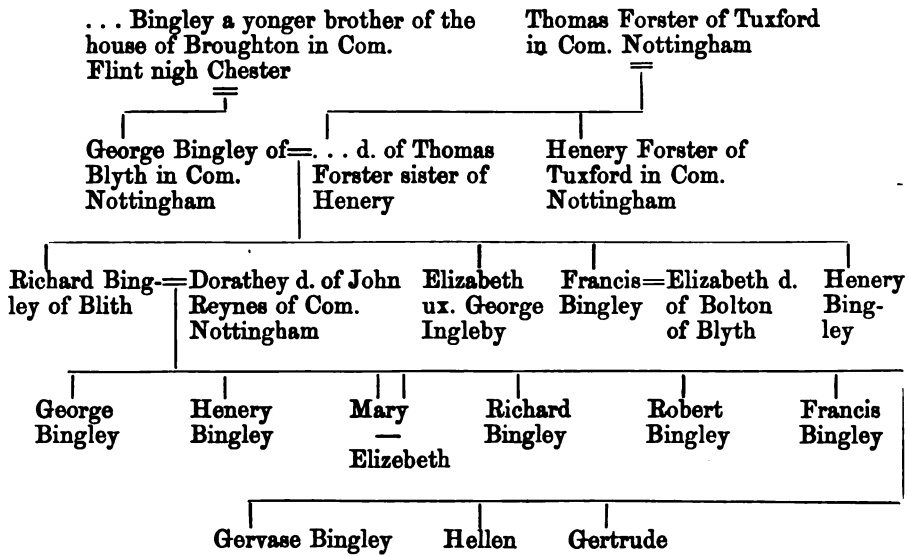 ... Bingley a yonger brother of the
house of Broughton in Com.
Flint nigh Chester
Thomas Forster of Tuxford
in Com. Nottingham
George Bingley of=
Blyth in Com.
Nottingham
... d. of Thomas
Forster sister of
Henery
Henery Forster of
Tuxford in Com.
Nottingham
Richard Bing-=
ley of Blith
Dorathey d. of John
Reynes of Com.
Nottingham
Elizabeth
ux. George
Ingleby
Francis=
Bingley
Elizabeth d.
of Bolton
of Blyth
Henery
Bing-
ley
George
Bingley
Henery
Bingley
Mary
—
Elizebeth
Richard
Bingley
Robert
Bingley
Francis
Bingley
Gervase Bingley
Hellen
Gertrude